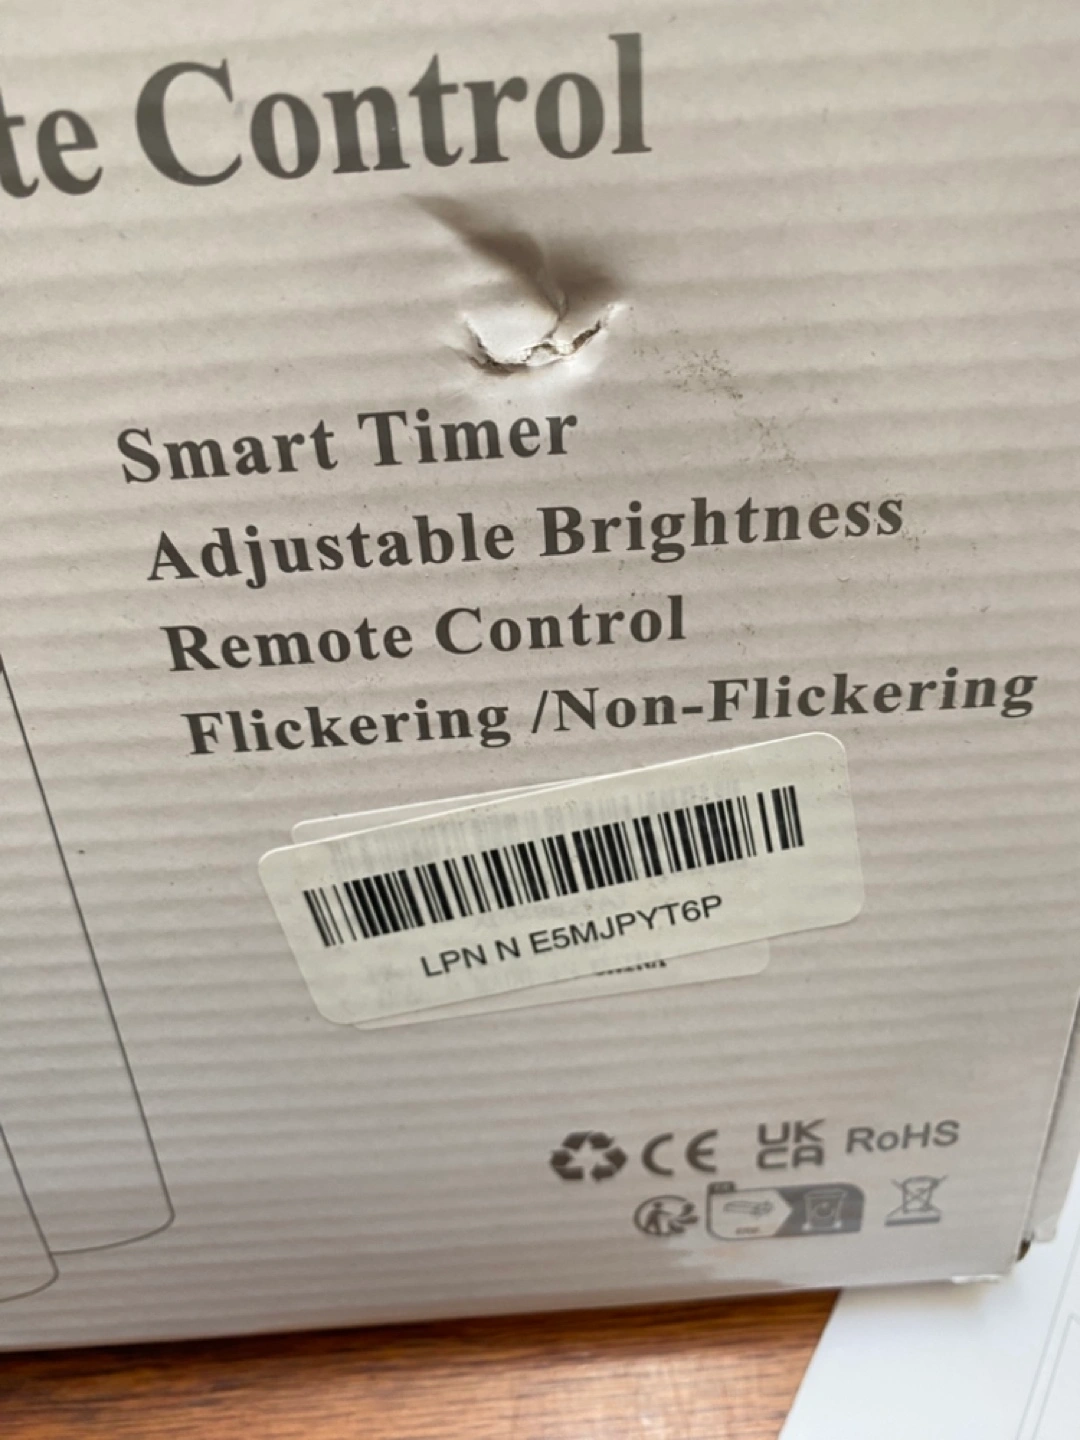 te Control
Smart Timer
Adjustable Brightness
Remote Control
Flickering /Non-Flickering
LPN N E5MJPYT6P
CE UK CA RoHS